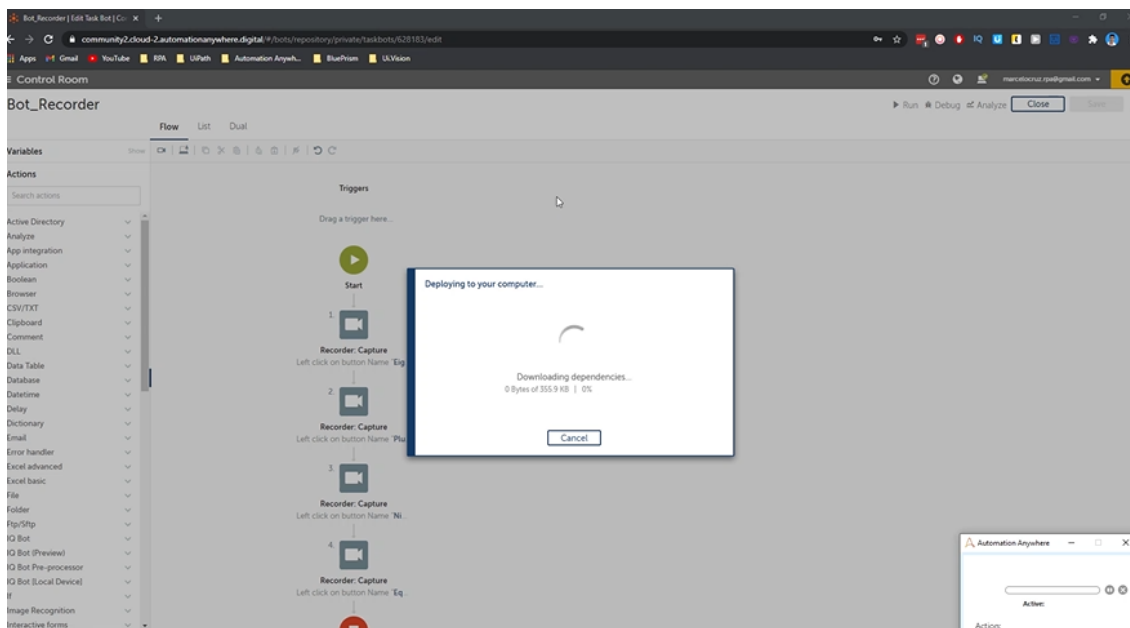 Bot_Recorder | Edit Task Bot | Co
community2.cloud-2.automationanywhere.digital/#/bots/repository/private/taskbots/628183/edit
Apps Gmail YouTube RPA UiPath Automation Anywh... BluePrism Ui.Vision
Control Room
marcelocruz.rpa@gmail.com
Bot_Recorder
Run Debug Analyze Close Save
Flow List Dual
Variables Show
Actions
Search actions
Active Directory
Analyze
App integration
Application
Boolean
Browser
CSV/TXT
Clipboard
Comment
DLL
Data Table
Database
Datetime
Delay
Dictionary
Email
Error handler
Excel advanced
Excel basic
File
Folder
Ftp/Sftp
IQ Bot
IQ Bot (Preview)
IQ Bot Pre-processor
IQ Bot [Local Device]
If
Image Recognition
Interactive forms
Triggers
Drag a trigger here...
Start
1.
Recorder: Capture
Left click on button Name "Eig
2.
Recorder: Capture
Left click on button Name "Plu
3.
Recorder: Capture
Left click on button Name "Ni...
4.
Recorder: Capture
Left click on button Name "Eq...
Deploying to your computer...
Downloading dependencies...
0 Bytes of 355.9 KB | 0%
Cancel
Automation Anywhere
Active:
Action: